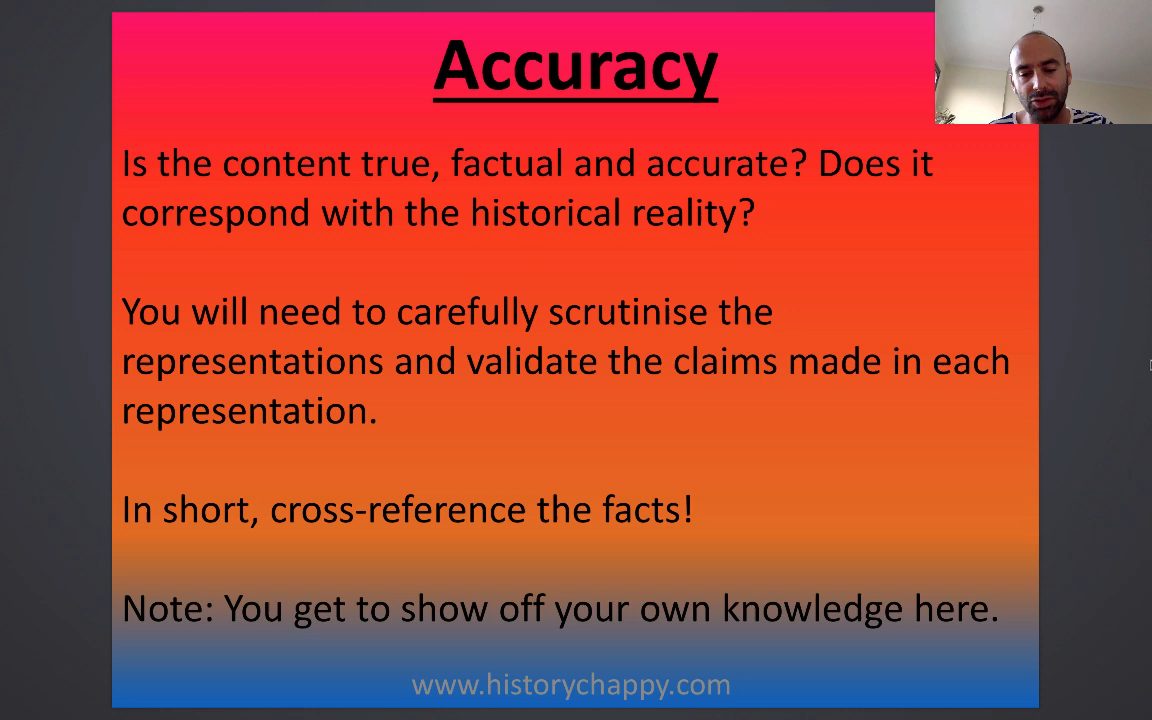 Accuracy
Is the content true, factual and accurate? Does it
correspond with the historical reality?
You will need to carefully scrutinise the
representations and validate the claims made in each
representation.
In short, cross-reference the facts!
Note: You get to show off your own knowledge here.
www.historychappy.com